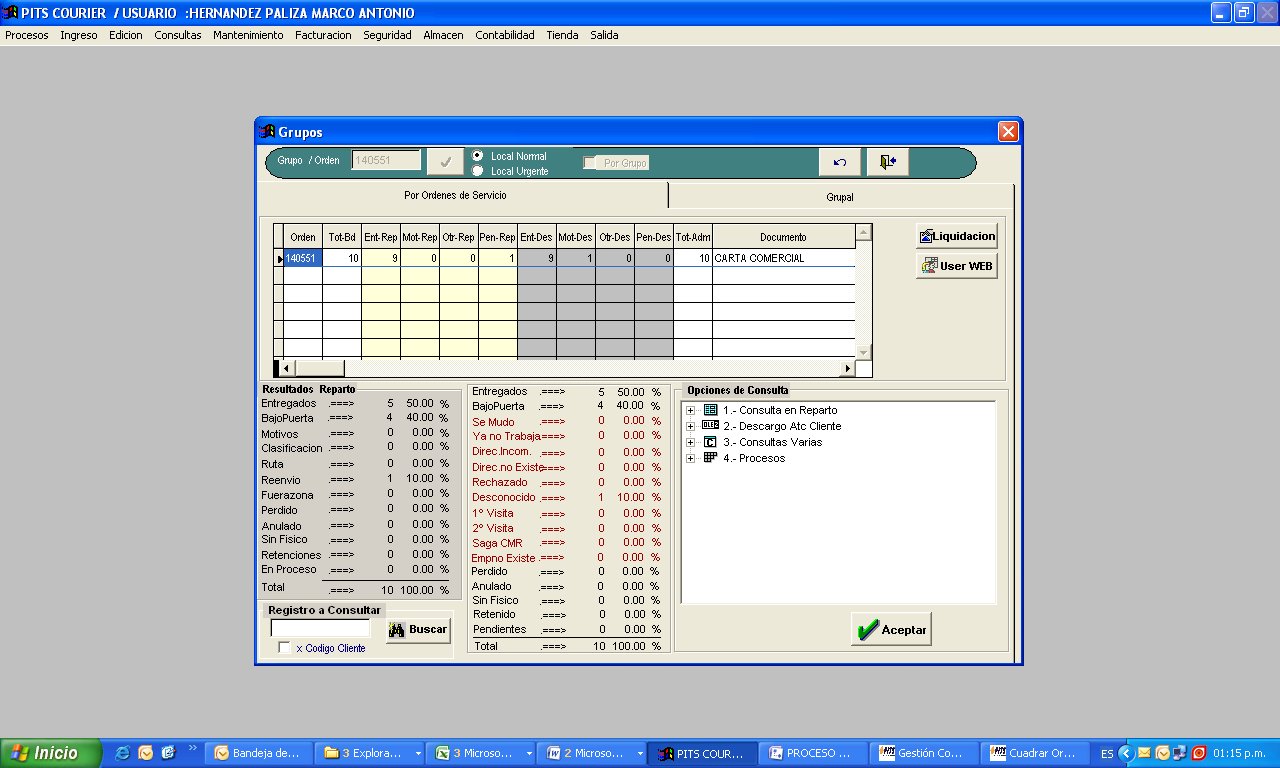 PITS COURIER / USUARIO :HERNANDEZ PALIZA MARCO ANTONIO
Procesos Ingreso Edicion Consultas Mantenimiento Facturacion Seguridad Almacen Contabilidad Tienda Salida
Grupos
Grupo / Orden 140551 Local Normal Por Grupo
Local Urgente
Por Ordenes de Servicio Grupal
Orden Tot-Bd Ent-Rep Mot-Rep Otr-Rep Pen-Rep Ent-Des Mot-Des Otr-Des Pen-Des Tot-Adm Documento
140551 10 9 0 0 1 9 1 0 0 10 CARTA COMERCIAL
Liquidacion
User WEB
Resultados Reparto
Entregados .===> 5 50.00 %
BajoPuerta .===> 4 40.00 %
Motivos .===> 0 0.00 %
Clasificacion .===> 0 0.00 %
Ruta .===> 0 0.00 %
Reenvio .===> 1 10.00 %
Fuerazona .===> 0 0.00 %
Perdido .===> 0 0.00 %
Anulado .===> 0 0.00 %
Sin Fisico .===> 0 0.00 %
Retenciones .===> 0 0.00 %
En Proceso .===> 0 0.00 %
Total .===> 10 100.00 %
Registro a Consultar
Buscar
x Codigo Cliente
Entregados .===> 5 50.00 %
BajoPuerta .===> 4 40.00 %
Se Mudo .===> 0 0.00 %
Ya no Trabaja .===> 0 0.00 %
Direc.Incom. .===> 0 0.00 %
Direc.no Existe .===> 0 0.00 %
Rechazado .===> 0 0.00 %
Desconocido .===> 1 10.00 %
1º Visita .===> 0 0.00 %
2º Visita .===> 0 0.00 %
Saga CMR .===> 0 0.00 %
Empno Existe .===> 0 0.00 %
Perdido .===> 0 0.00 %
Anulado .===> 0 0.00 %
Sin Fisico .===> 0 0.00 %
Retenido .===> 0 0.00 %
Pendientes .===> 0 0.00 %
Total .===> 10 100.00 %
Opciones de Consulta
1.- Consulta en Reparto
2.- Descargo Atc Cliente
3.- Consultas Varias
4.- Procesos
Aceptar
Inicio Bandeja de... 3 Explora... 3 Microso... 2 Microso... PITS COUR... PROCESO ... Gestión Co... Cuadrar Or... ES 01:15 p.m.